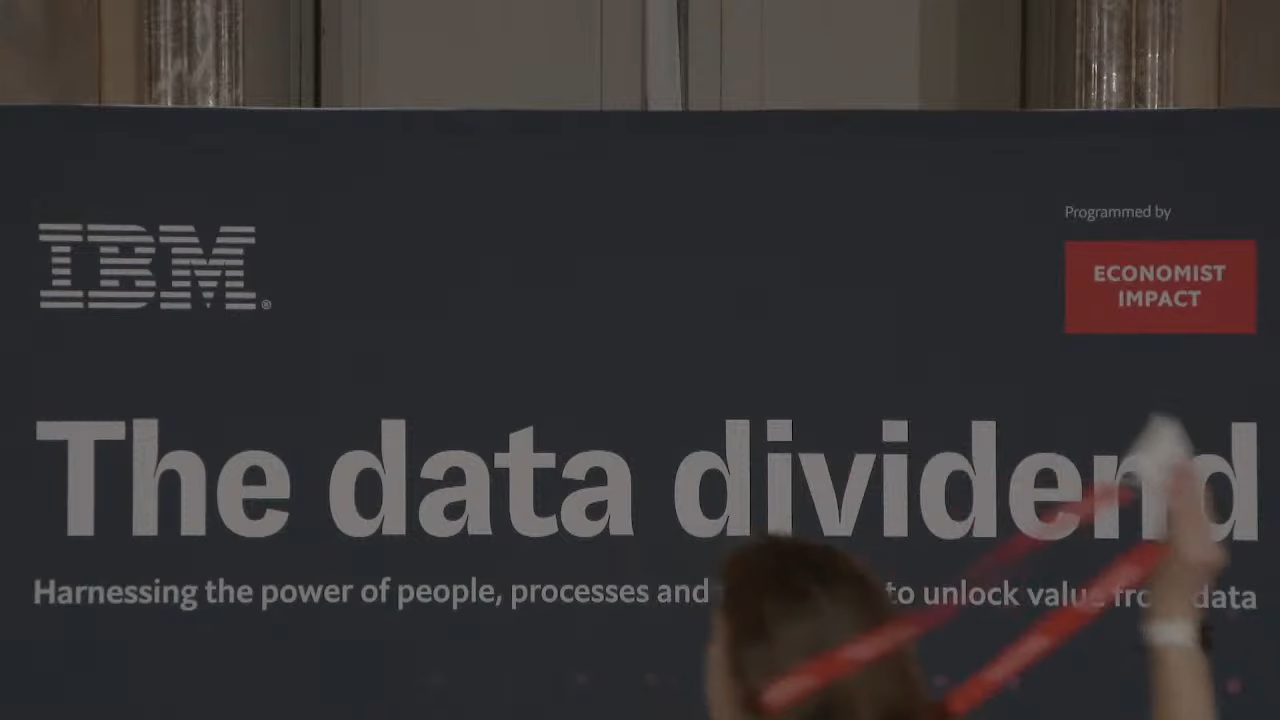 IBM®
Programmed by
ECONOMIST
IMPACT
The data dividend
Harnessing the power of people, processes and to unlock value from data